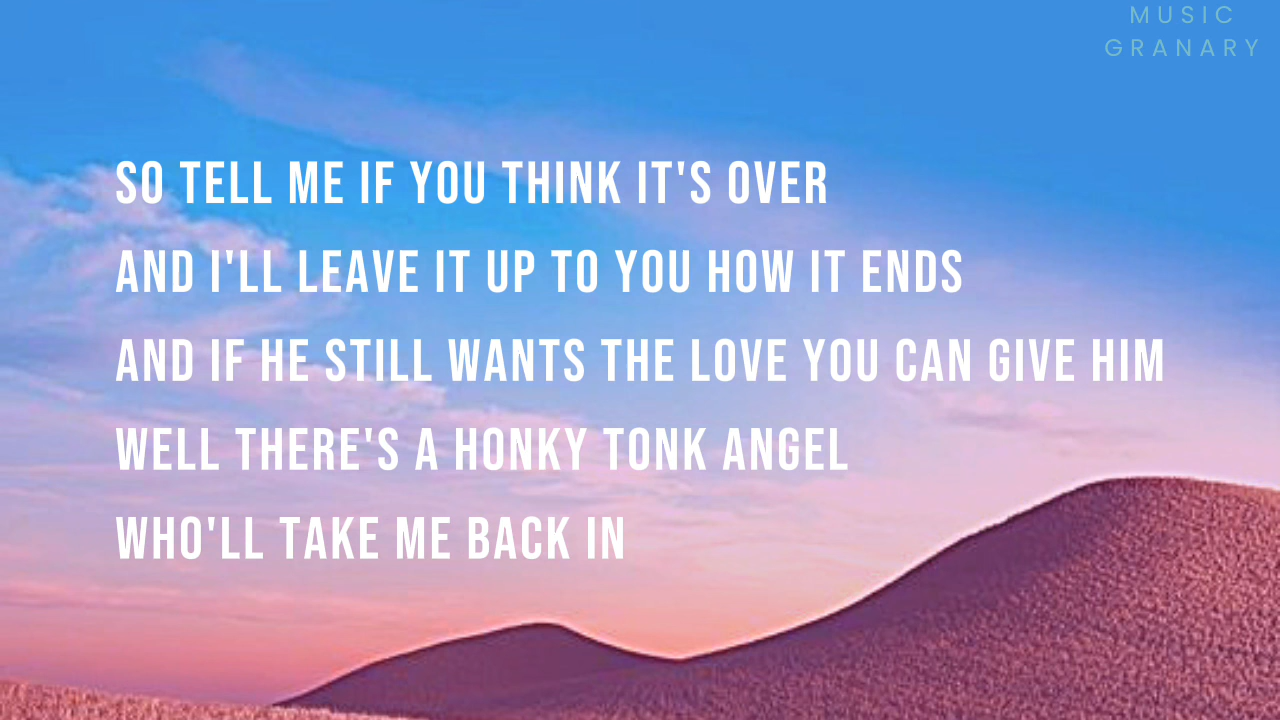 MUSIC
GRANARY
SO TELL ME IF YOU THINK IT'S OVER
AND I'LL LEAVE IT UP TO YOU HOW IT ENDS
AND IF HE STILL WANTS THE LOVE YOU CAN GIVE HIM
WELL THERE'S A HONKY TONK ANGEL
WHO'LL TAKE ME BACK IN